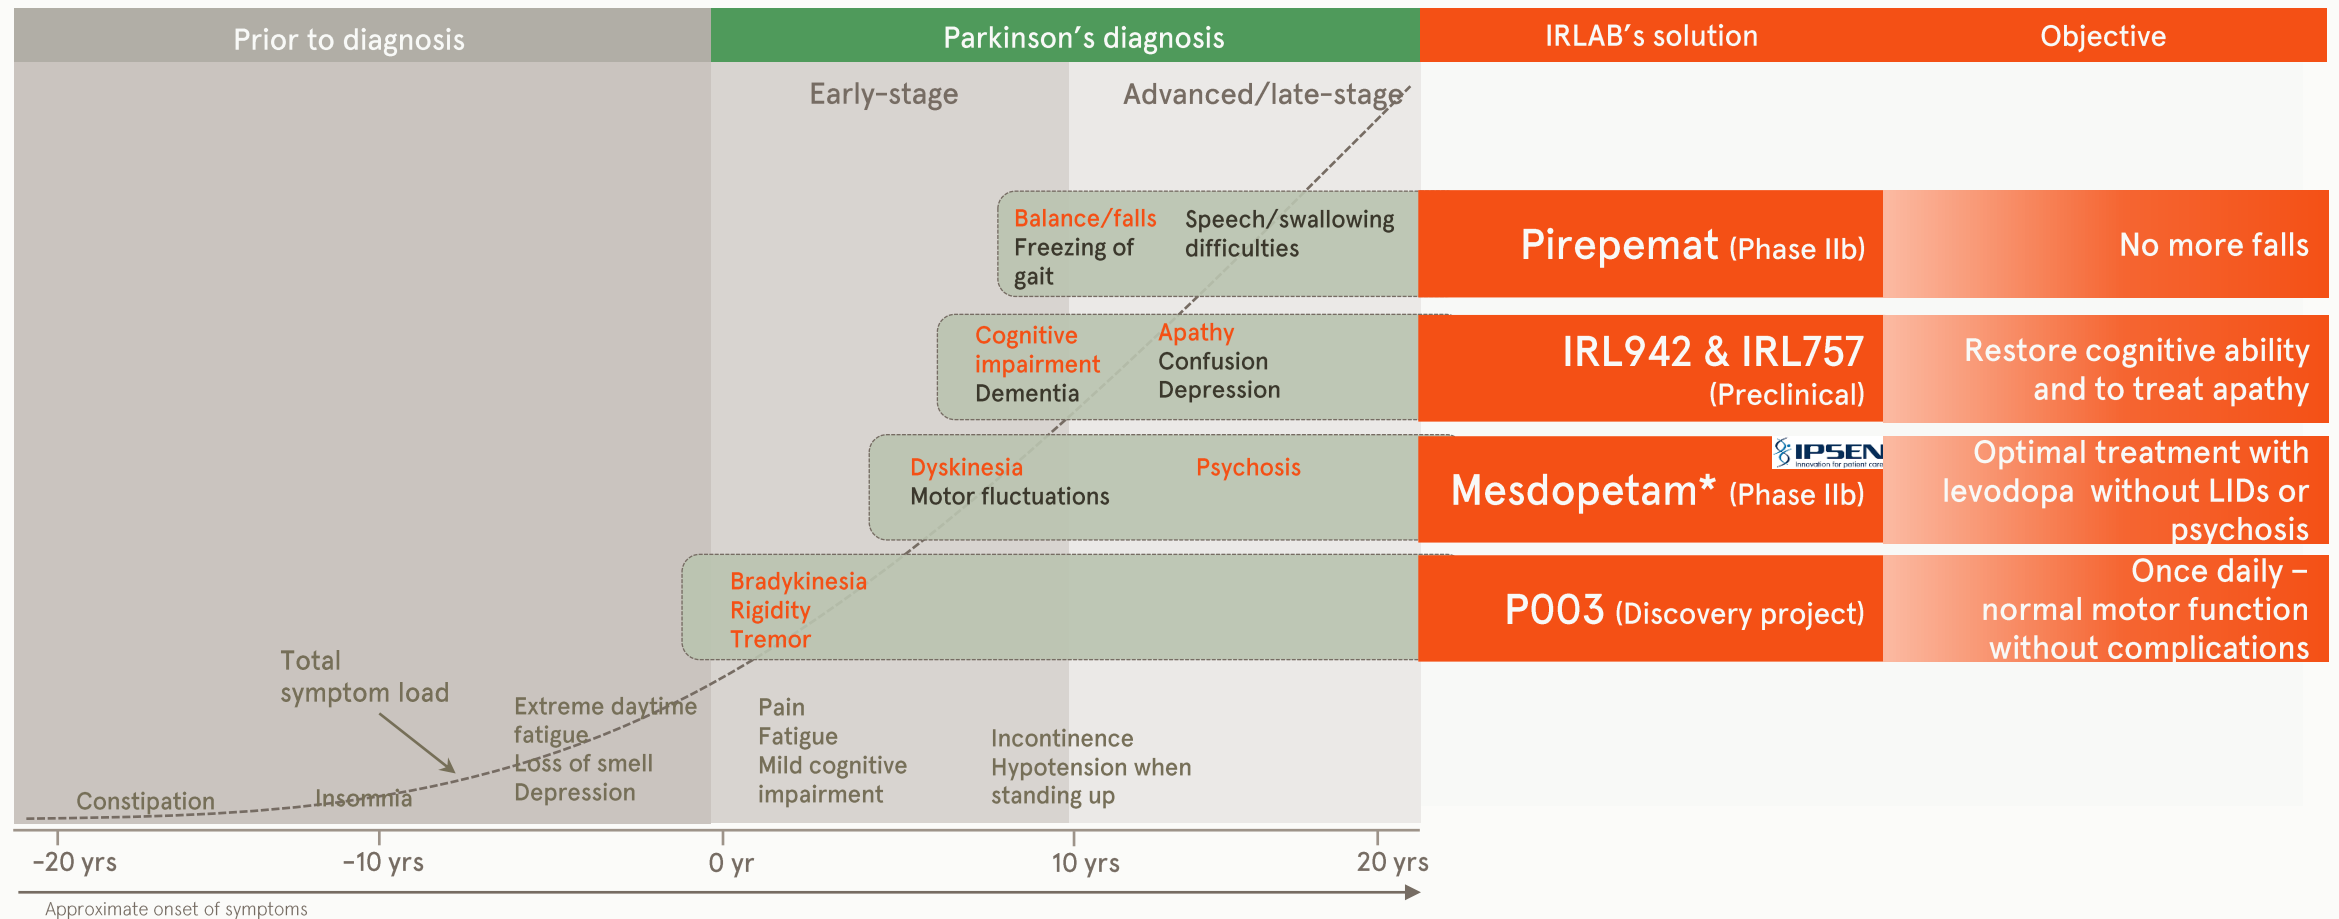 Prior to diagnosis
Parkinson's diagnosis
IRLAB's solution
Objective
Early-stage
Advanced/late-stage
Balance/falls
Freezing of
gait
Speech/swallowing
difficulties
Pirepemat (Phase IIb)
No more falls
Cognitive
impairment
Dementia
Apathy
Confusion
Depression
IRL942 & IRL757
(Preclinical)
Restore cognitive ability
and to treat apathy
Dyskinesia
Motor fluctuations
Psychosis
IPSEN
Innovation for patient care
Mesdopetam* (Phase IIb)
Optimal treatment with
levodopa without LIDs or
psychosis
Bradykinesia
Rigidity
Tremor
P003 (Discovery project)
Once daily –
normal motor function
without complications
Total
symptom load
Constipation
Insomnia
Extreme daytime
fatigue
Loss of smell
Depression
Pain
Fatigue
Mild cognitive
impairment
Incontinence
Hypotension when
standing up
-20 yrs
-10 yrs
0 yr
10 yrs
20 yrs
Approximate onset of symptoms